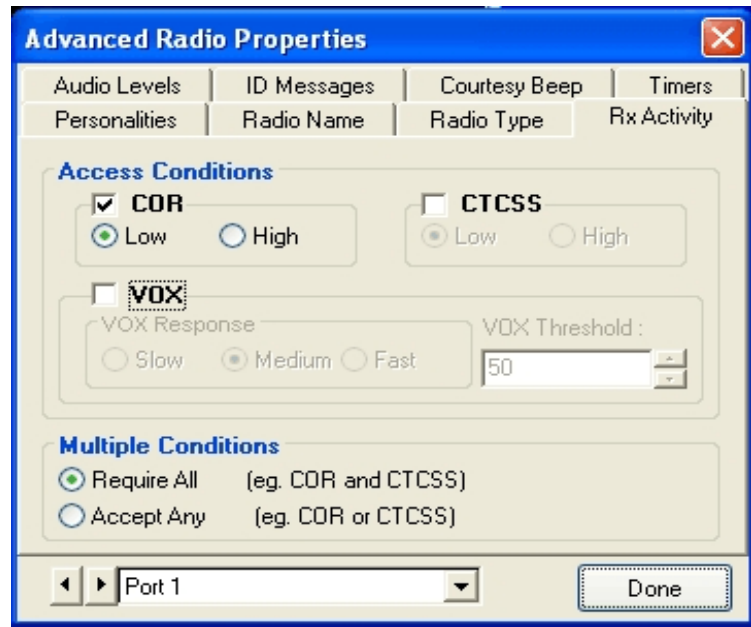 Advanced Radio Properties
Audio Levels ID Messages Courtesy Beep Timers
Personalities Radio Name Radio Type Rx Activity
Access Conditions
COR CTCSS
Low High Low High
VOX
VOX Response VOX Threshold :
Slow Medium Fast 50
Multiple Conditions
Require All (eg. COR and CTCSS)
Accept Any (eg. COR or CTCSS)
Port 1 Done